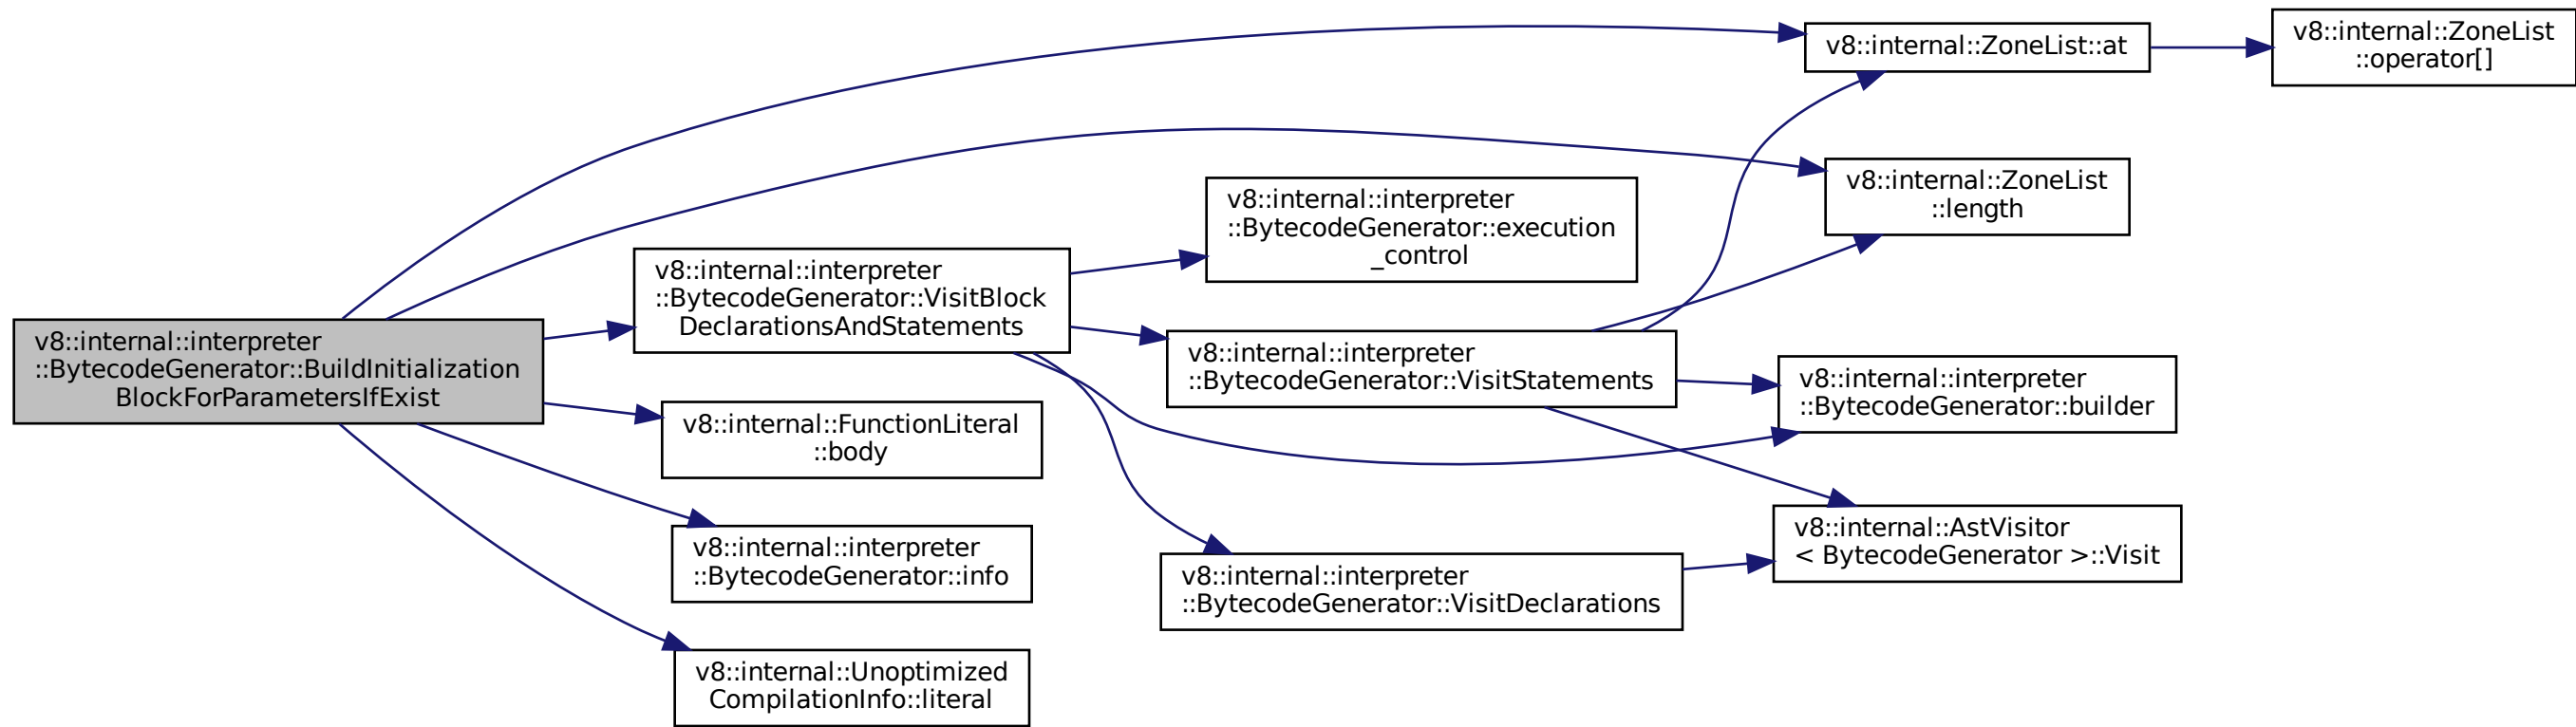 v8::internal::interpreter
::BytecodeGenerator::BuildInitialization
BlockForParametersIfExist
v8::internal::ZoneList::at
v8::internal::ZoneList
::operator[]
v8::internal::ZoneList
::length
v8::internal::interpreter
::BytecodeGenerator::VisitBlock
DeclarationsAndStatements
v8::internal::interpreter
::BytecodeGenerator::execution
_control
v8::internal::interpreter
::BytecodeGenerator::VisitStatements
v8::internal::interpreter
::BytecodeGenerator::builder
v8::internal::AstVisitor
< BytecodeGenerator >::Visit
v8::internal::interpreter
::BytecodeGenerator::VisitDeclarations
v8::internal::FunctionLiteral
::body
v8::internal::interpreter
::BytecodeGenerator::info
v8::internal::Unoptimized
CompilationInfo::literal